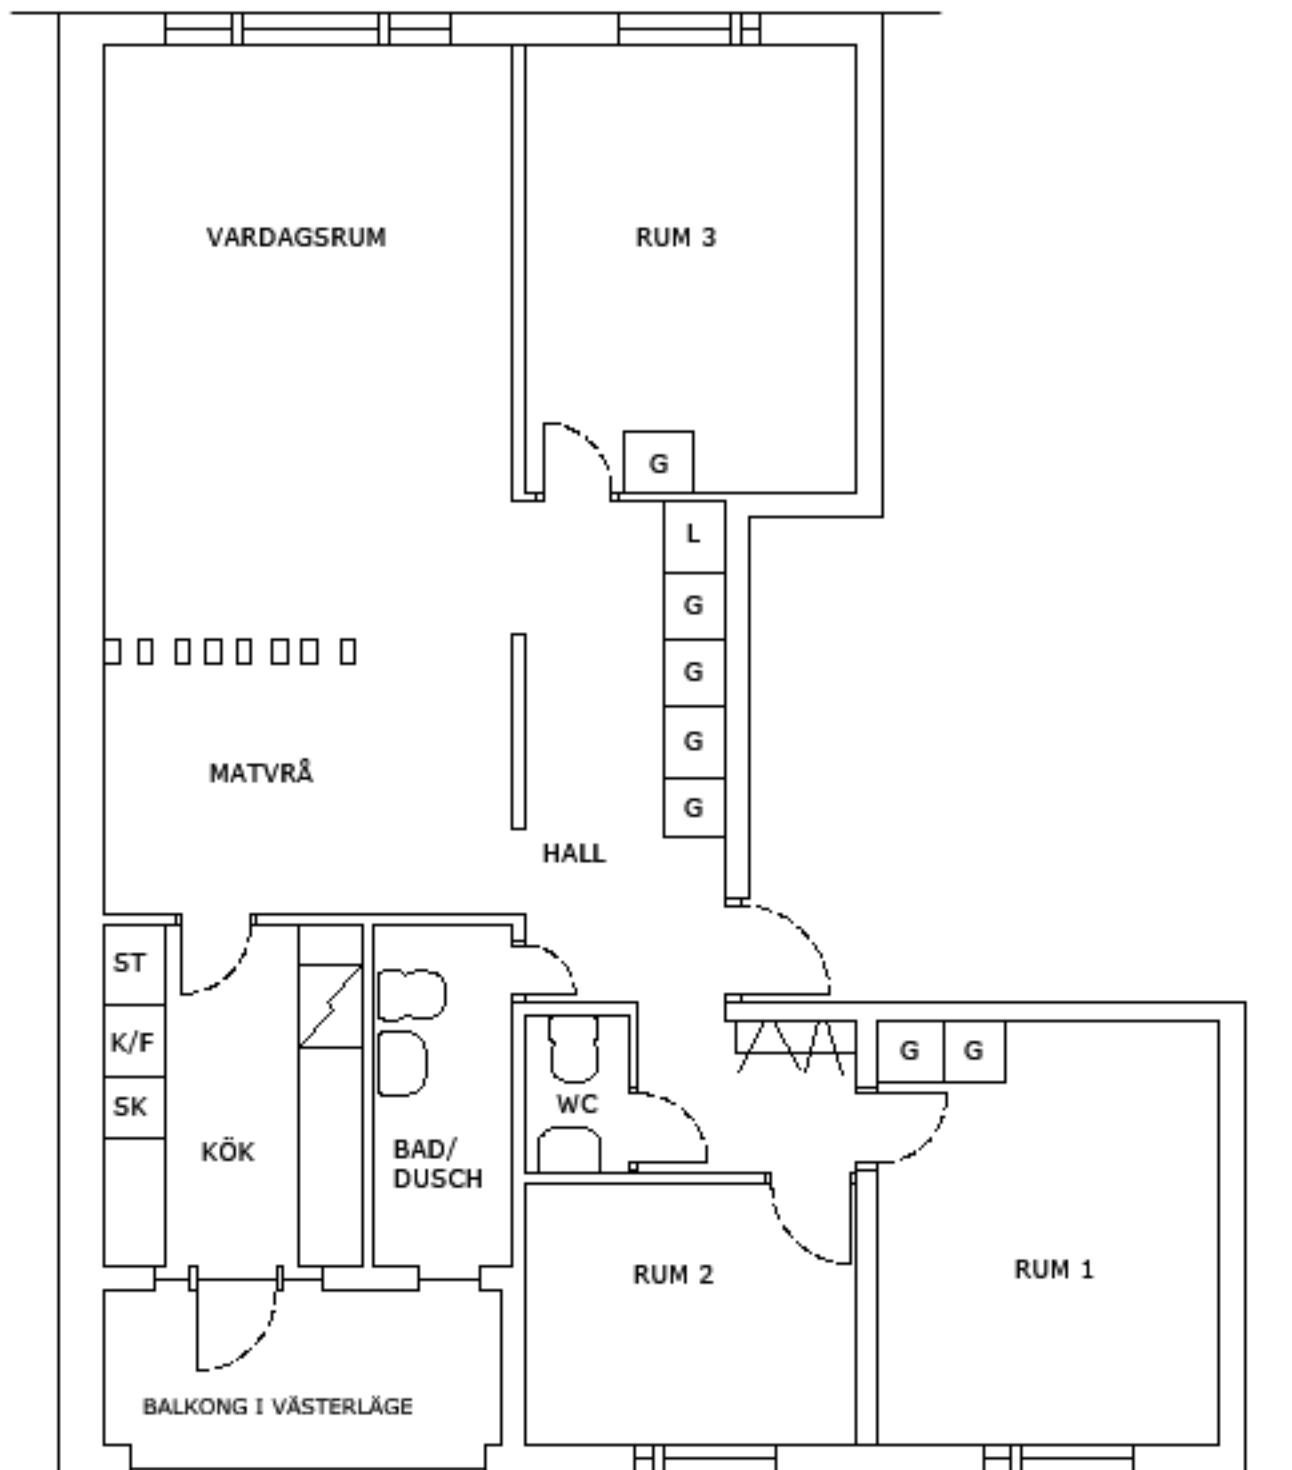 VARDAGSRUM
RUM 3
G
L
G
G
MATVRÅ
G
G
HALL
ST
K/F
SK
KÖK
BAD/
DUSCH
WC
G
G
RUM 2
RUM 1
BALKONG I VÄSTERLÄGE